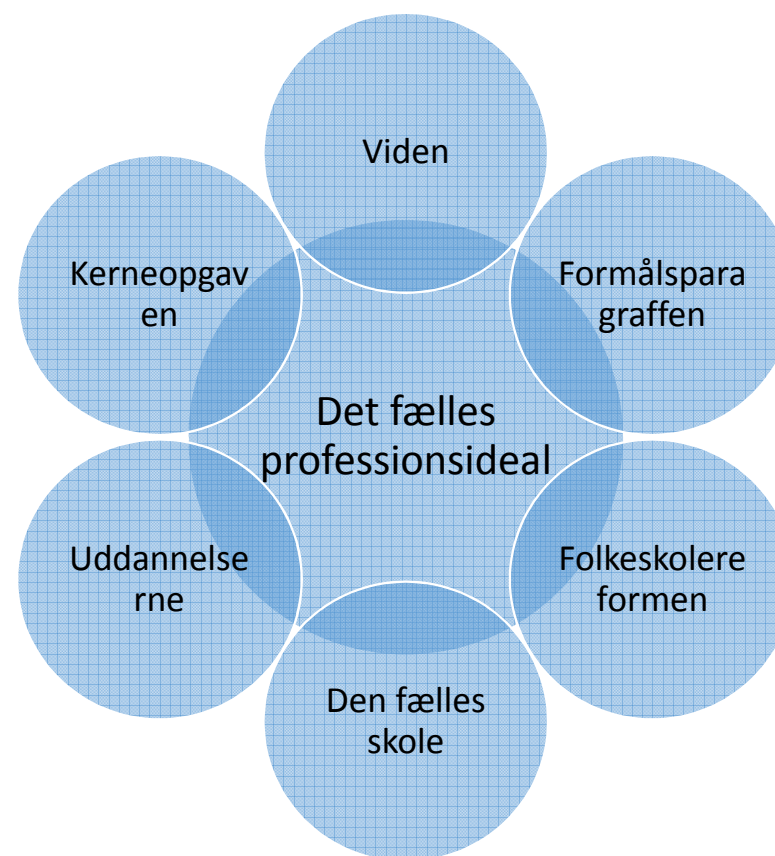 Viden
Kerneopgav
en
Formålspara
graffen
Det fælles
professionsideal
Uddannelse
rne
Folkeskolere
formen
Den fælles
skole